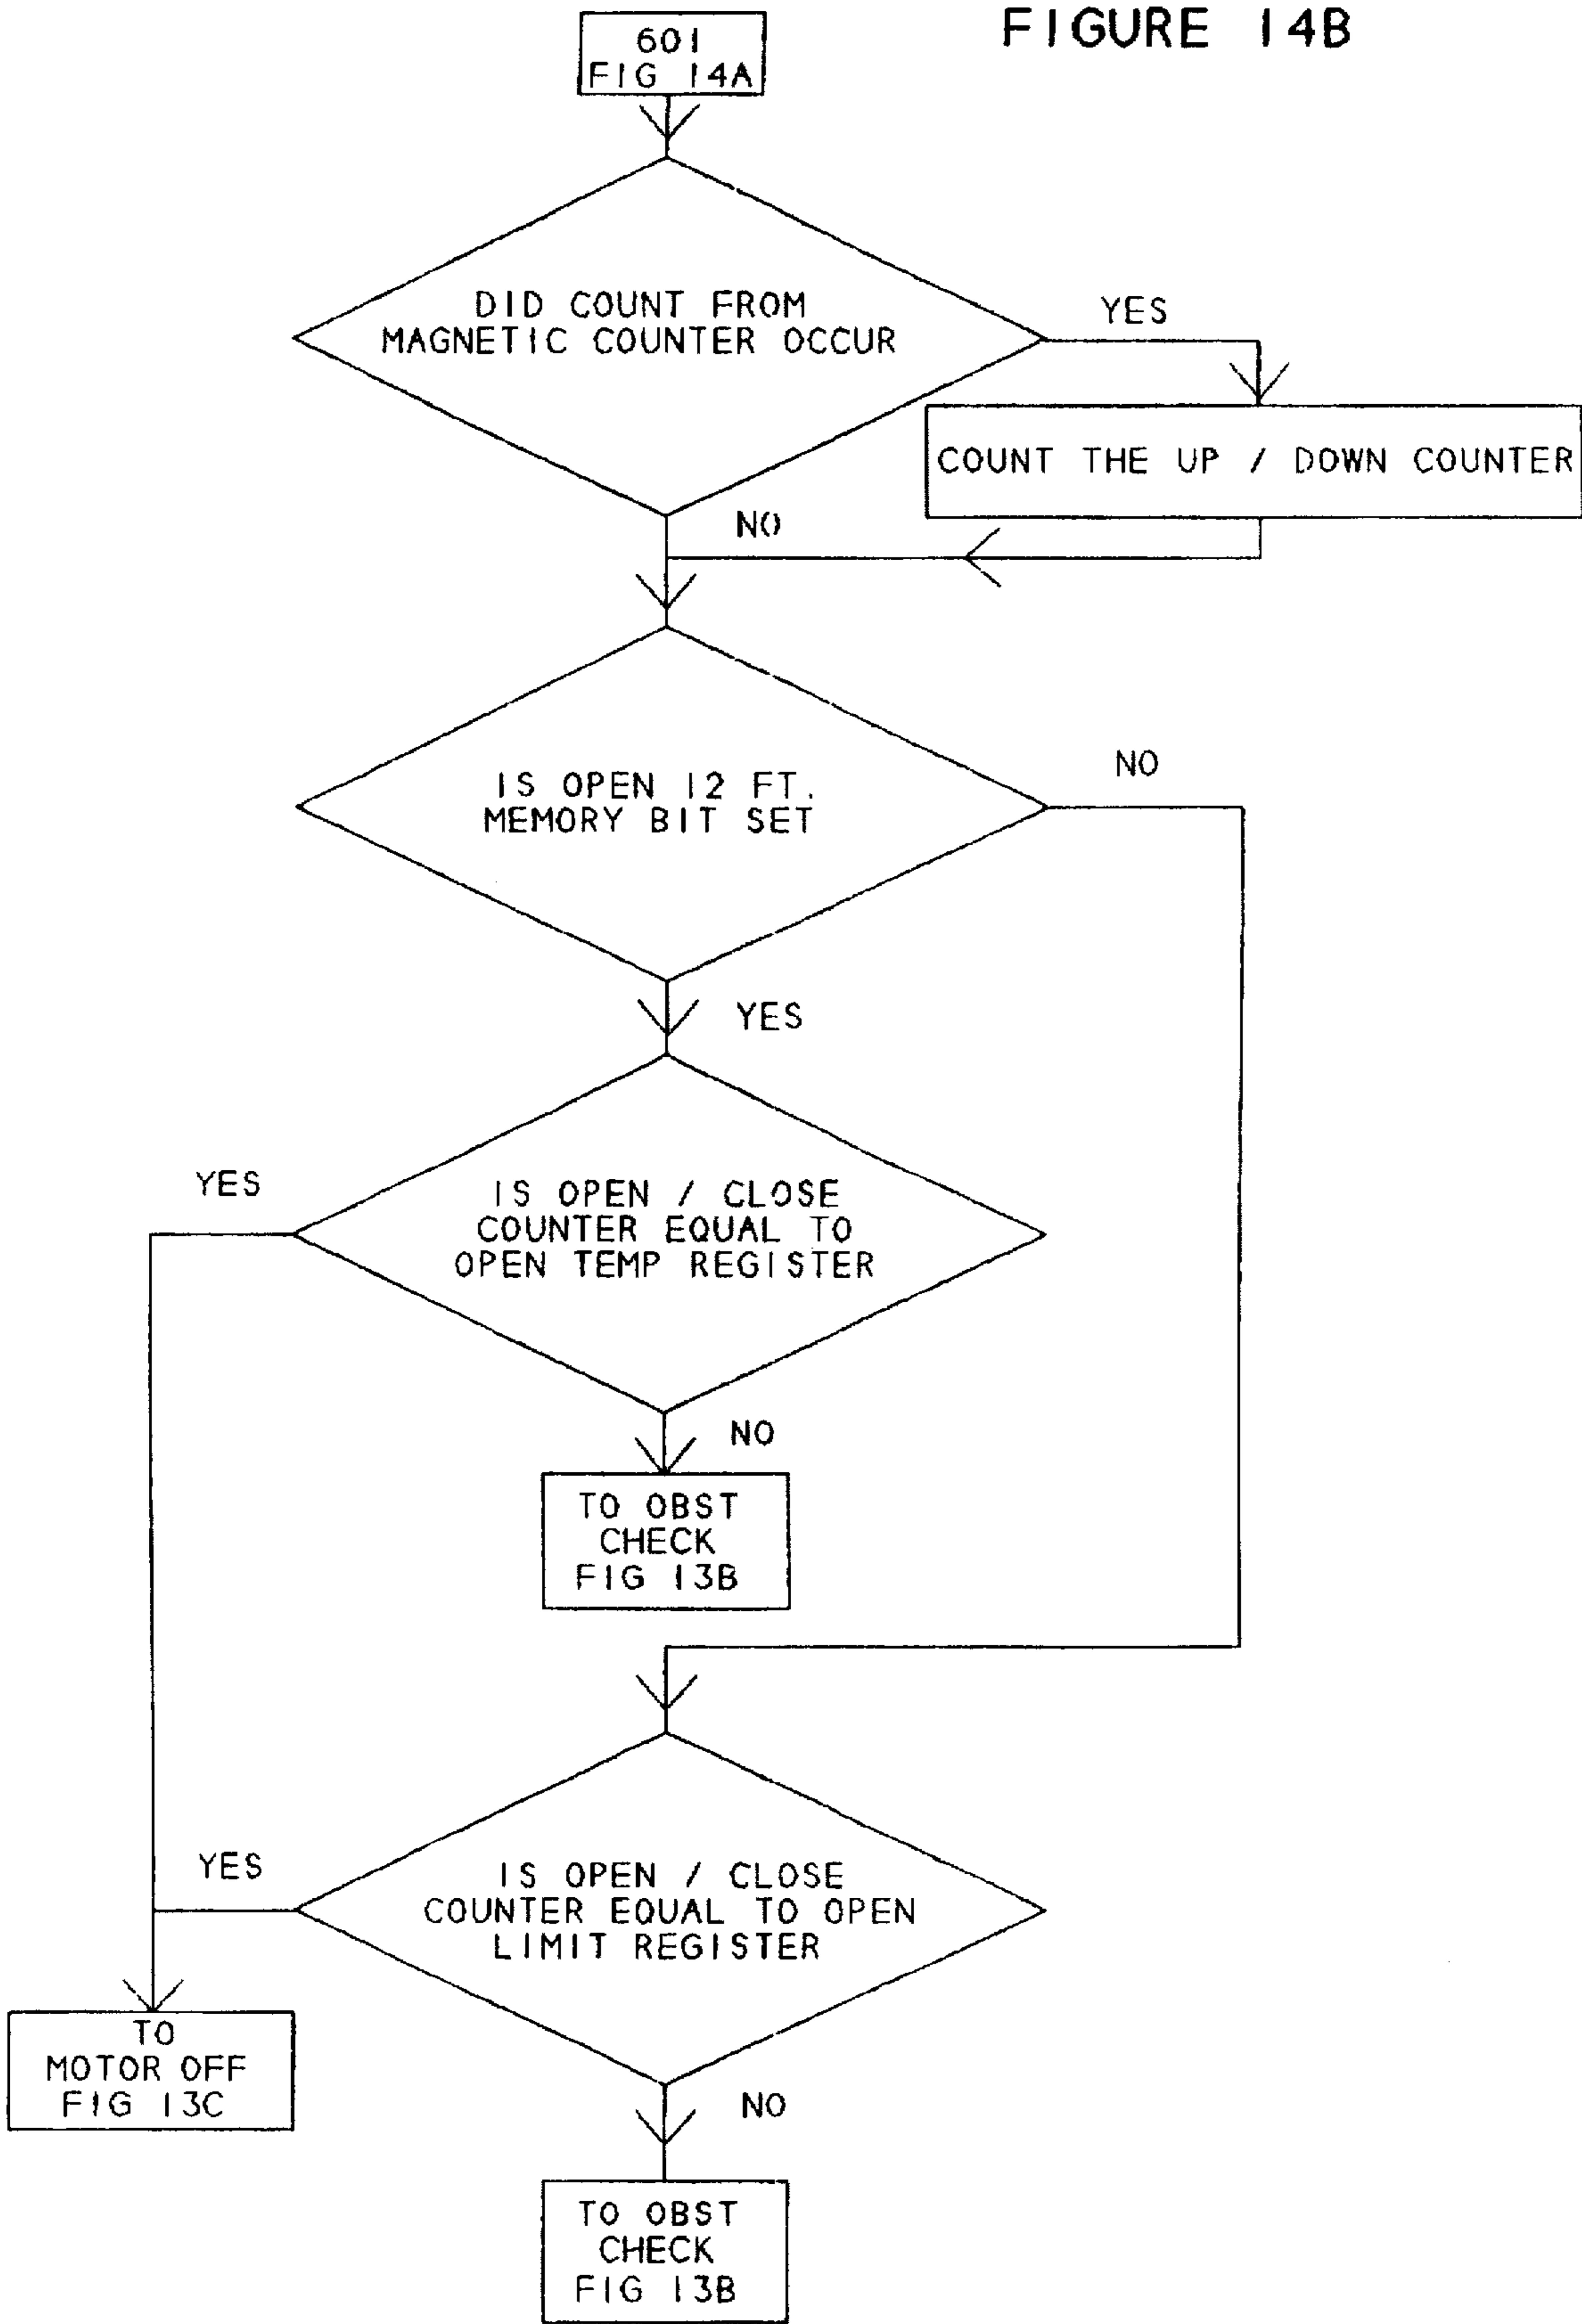 FIGURE 14B
601
FIG 14A
DID COUNT FROM
MAGNETIC COUNTER OCCUR
YES
COUNT THE UP / DOWN COUNTER
NO
IS OPEN 12 FT.
MEMORY BIT SET
NO
YES
YES
IS OPEN / CLOSE
COUNTER EQUAL TO
OPEN TEMP REGISTER
NO
TO OBST
CHECK
FIG 13B
YES
IS OPEN / CLOSE
COUNTER EQUAL TO OPEN
LIMIT REGISTER
TO
MOTOR OFF
FIG 13C
NO
TO OBST
CHECK
FIG 13B